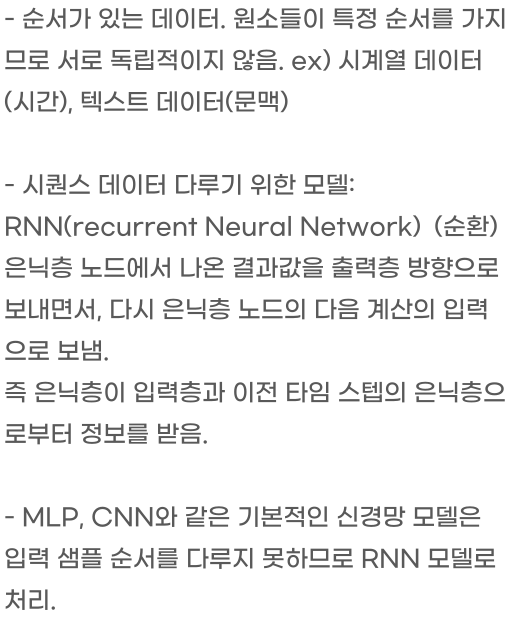 - 순서가 있는 데이터. 원소들이 특정 순서를 가지
므로 서로 독립적이지 않음. ex) 시계열 데이터
(시간), 텍스트 데이터(문맥)
- 시퀀스 데이터 다루기 위한 모델:
RNN(recurrent Neural Network) (순환)
은닉층 노드에서 나온 결과값을 출력층 방향으로
보내면서, 다시 은닉층 노드의 다음 계산의 입력
으로 보냄.
즉 은닉층이 입력층과 이전 타임 스텝의 은닉층으
로부터 정보를 받음.
- MLP, CNN와 같은 기본적인 신경망 모델은
입력 샘플 순서를 다루지 못하므로 RNN 모델로
처리.